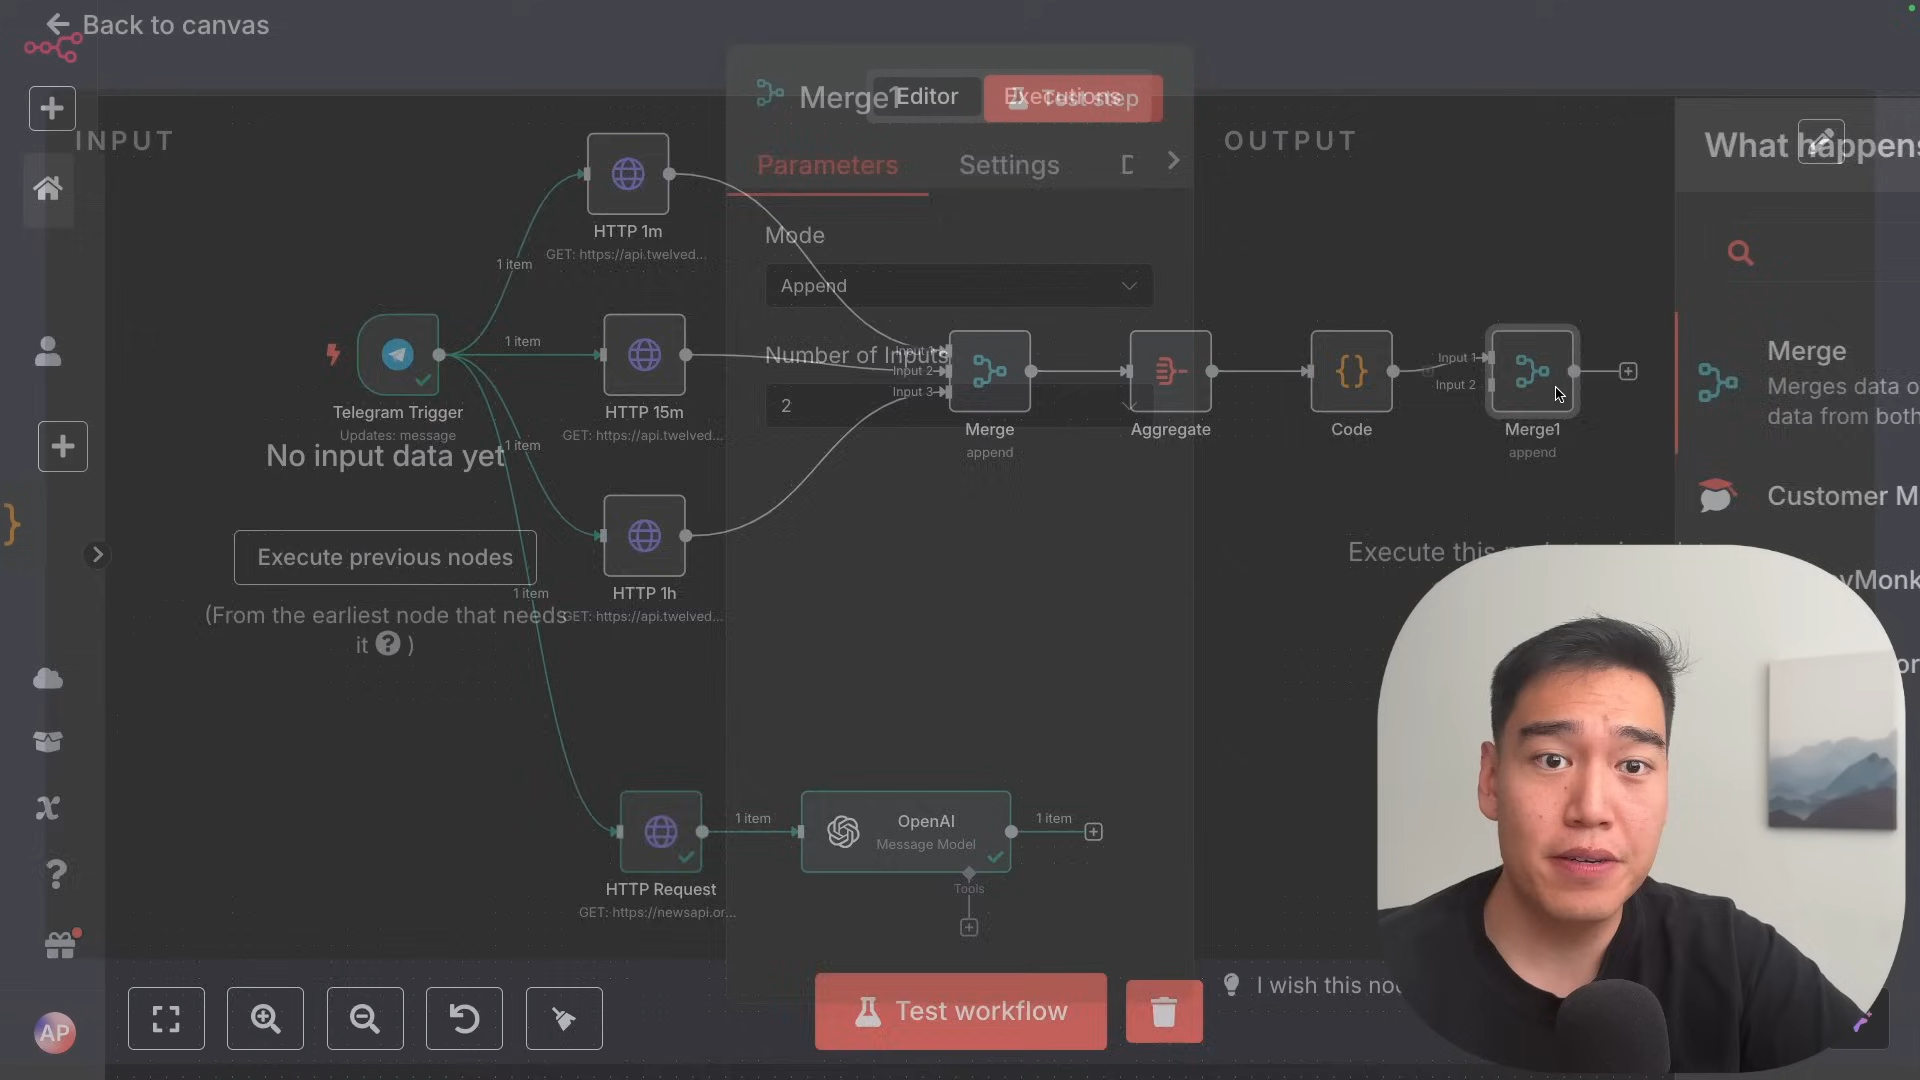 Back to canvas
Merge1
Editor
Executions
Test step
INPUT
OUTPUT
What happens
Parameters
Settings
HTTP 1m
GET: https://api.twelved...
Mode
Append
1 item
1 item
HTTP 15m
GET: https://api.twelved...
Telegram Trigger
Updates: message
1 item
No input data yet
Number of Inputs
2
Input 1
Input 2
Input 3
Merge
append
Aggregate
Code
Input 1
Input 2
Merge1
append
Merge
Merges data o
data from both
Customer M
Execute previous nodes
(From the earliest node that needs
it ? )
1 item
HTTP 1h
GET: https://api.twelved...
Execute this
yMonk
or
HTTP Request
GET: https://newsapi.or...
1 item
OpenAI
Message Model
1 item
Tools
Test workflow
I wish this no
AP